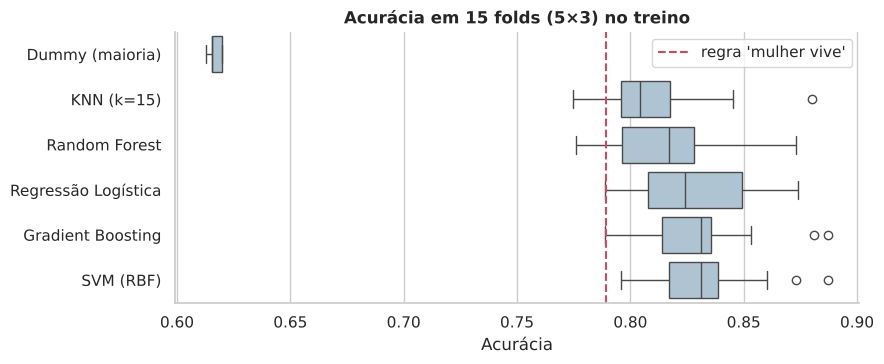 Acurácia em 15 folds (5×3) no treino
regra 'mulher vive'
Dummy (maioria)
KNN (k=15)
Random Forest
Regressão Logística
Gradient Boosting
SVM (RBF)
0.60 0.65 0.70 0.75 0.80 0.85 0.90
Acurácia